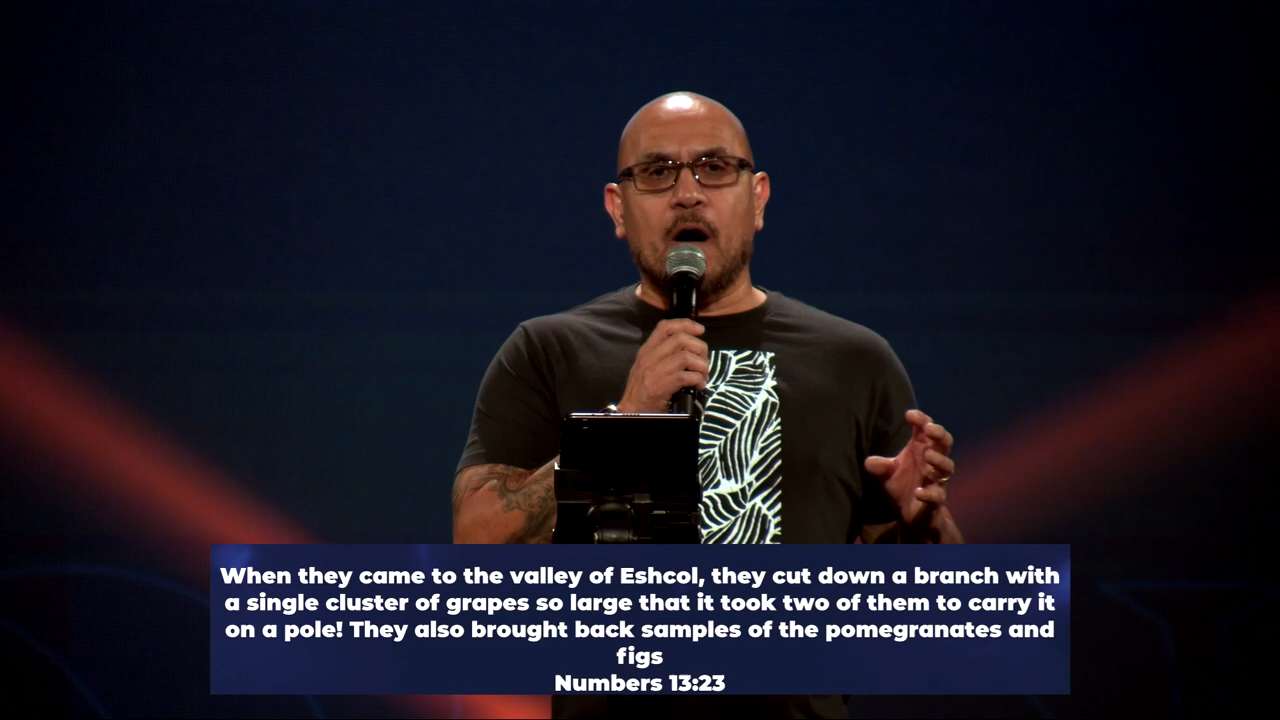 When they came to the valley of Eshcol, they cut down a branch with
a single cluster of grapes so large that it took two of them to carry it
on a pole! They also brought back samples of the pomegranates and
figs
Numbers 13:23